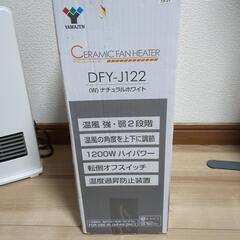 YAMAZEN
CERAMIC FAN HEATER
DFY-J122
(W) ナチュラルホワイト
温風 強・弱2段階
温風の角度を上下に調節
1200W ハイパワー
転倒オフスイッチ
温度過昇防止装置